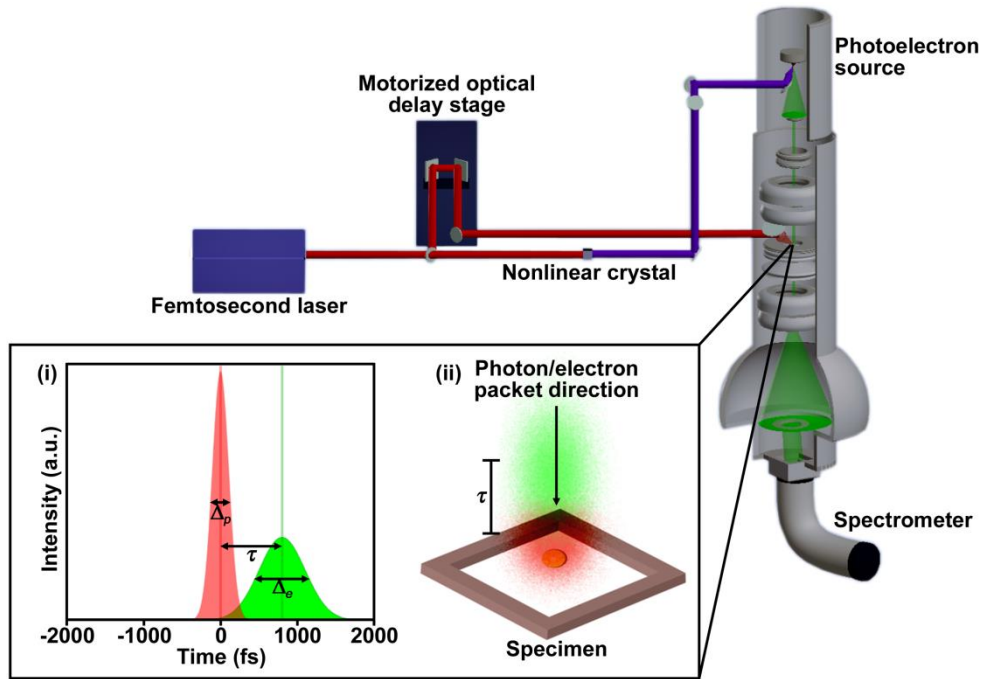 Photoelectron
source
Motorized optical
delay stage
Nonlinear crystal
Femtosecond laser
(i)
Intensity (a.u.)
Δp
τ
Δe
-2000 -1000 0 1000 2000
Time (fs)
(ii)
Photon/electron
packet direction
τ
Specimen
Spectrometer